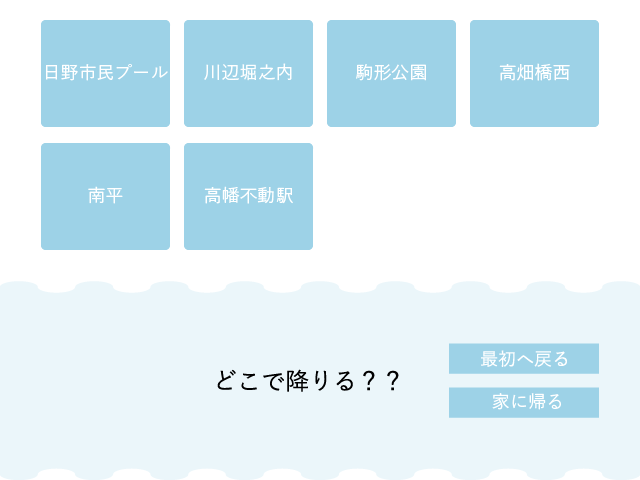 日野市民プール
川辺堀之内
駒形公園
高畑橋西
南平
高幡不動駅
どこで降りる？？
最初へ戻る
家に帰る